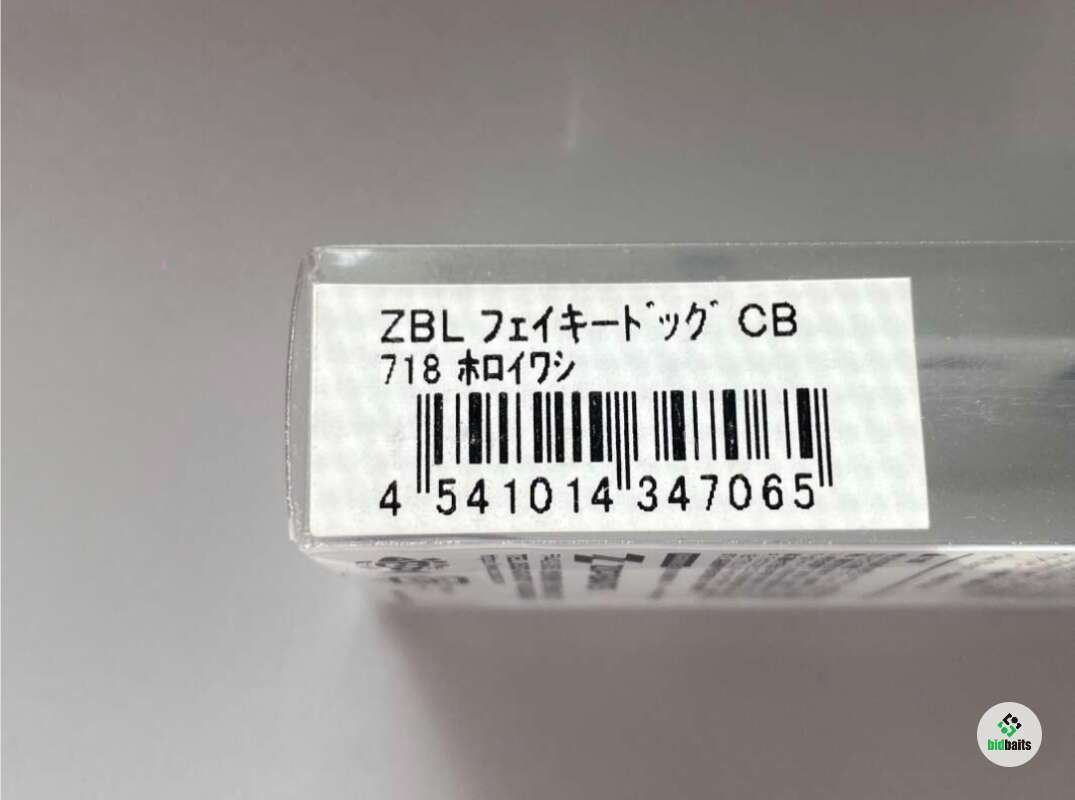 ZBL フェイキードッグ CB
718 ホロイワシ
4 541014 347065
bidbaits